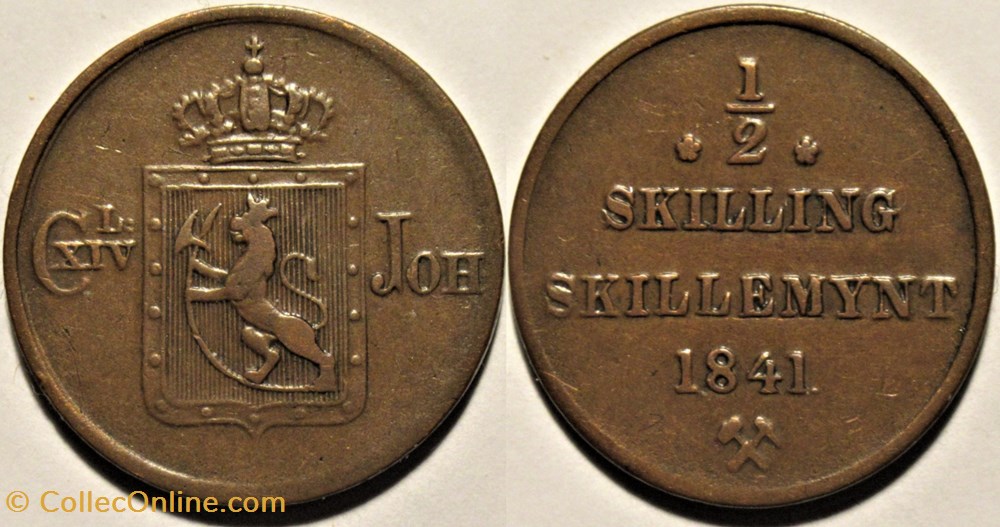 C XIV L: JOH
1/2
SKILLING
SKILLEMYNT
1841
© CollecOnline.com